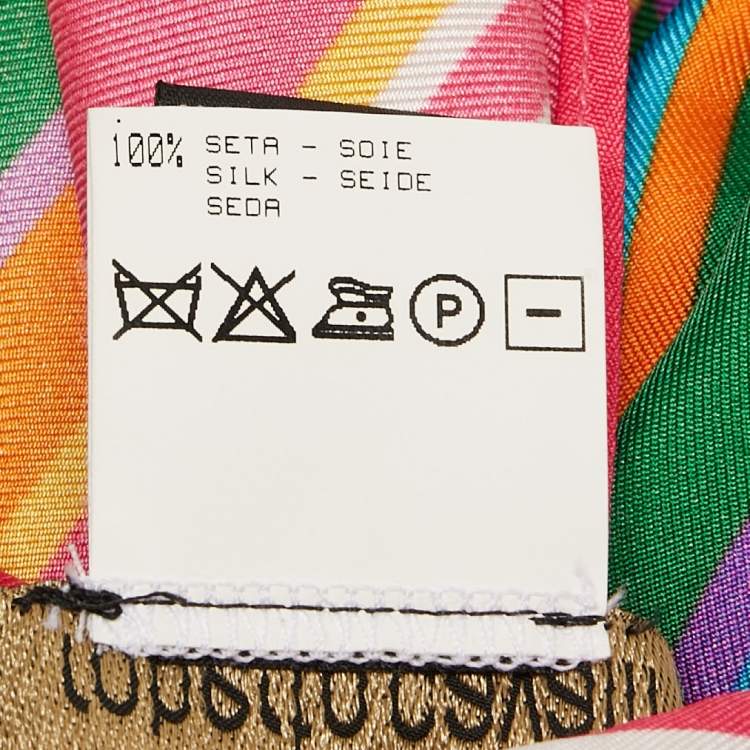 100% SETA - SOIE
SILK - SEIDE
SEDA
P